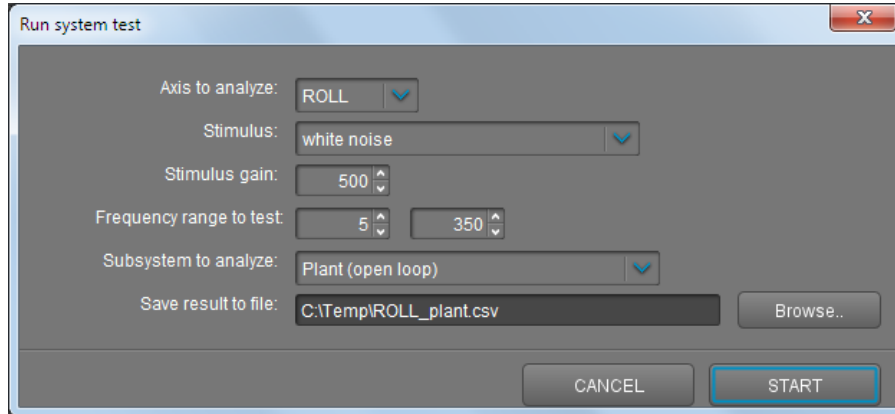 Run system test
Axis to analyze: ROLL
Stimulus: white noise
Stimulus gain: 500
Frequency range to test: 5 350
Subsystem to analyze: Plant (open loop)
Save result to file: C:\Temp\ROLL_plant.csv Browse..
CANCEL START